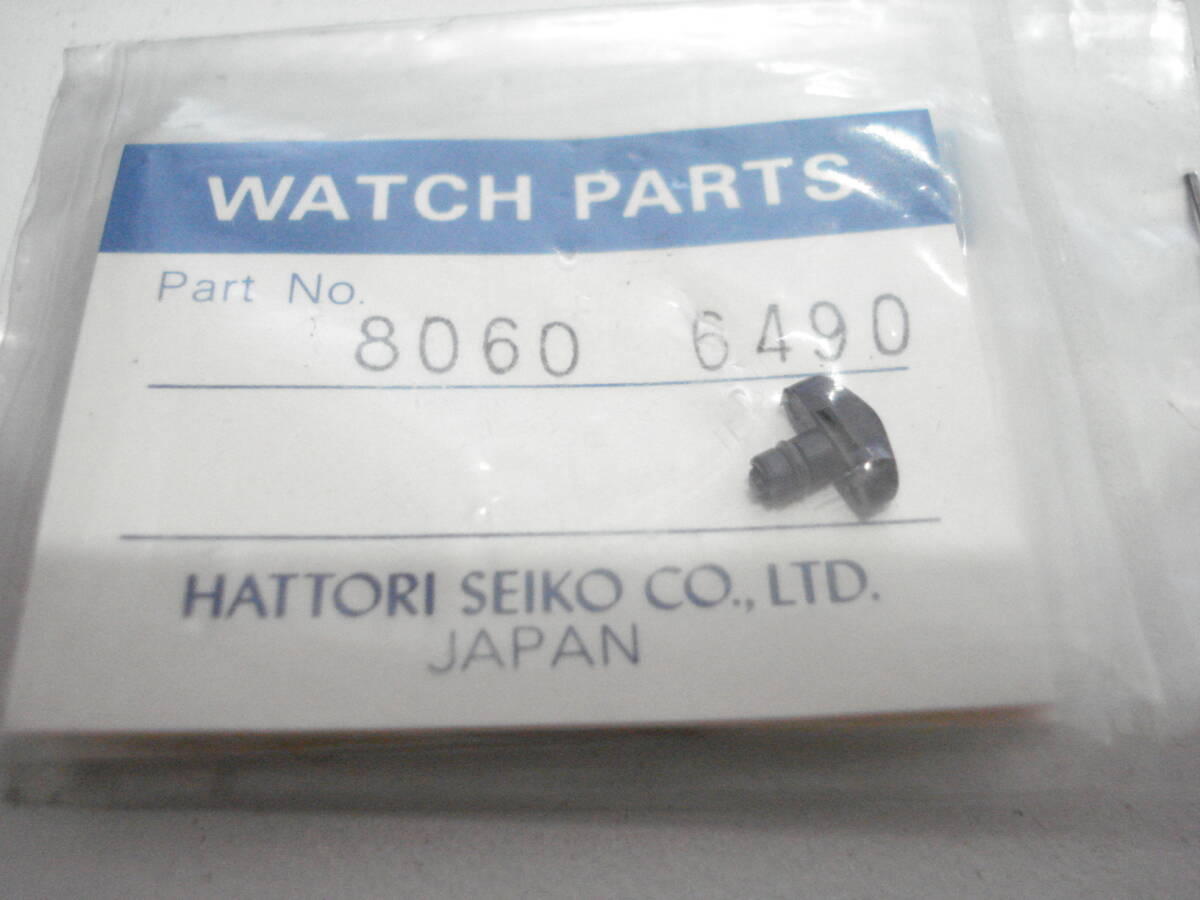 WATCH PARTS
Part No.
8060 6490
HATTORI SEIKO CO., LTD.
JAPAN